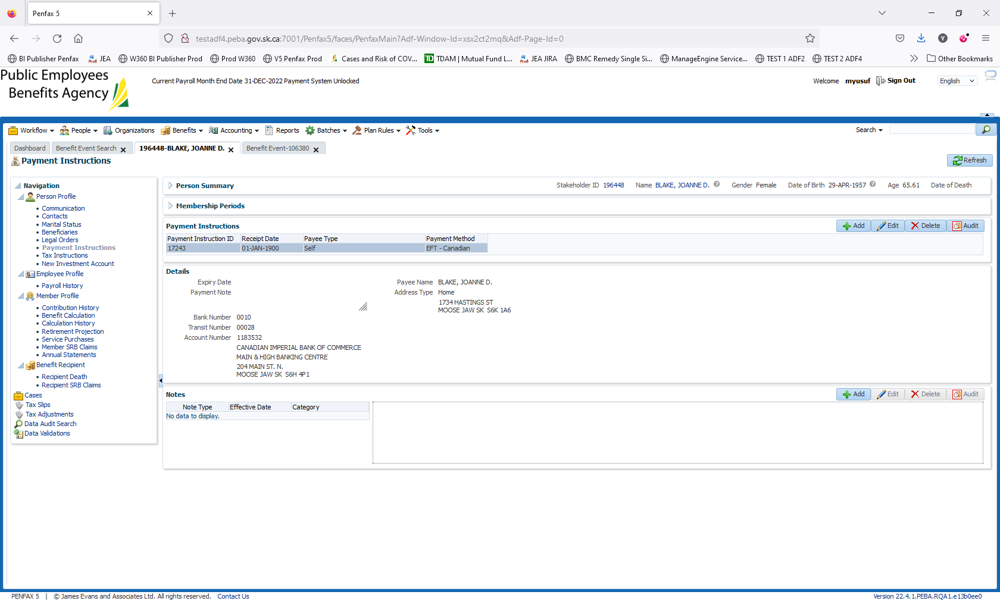 Penfax 5
testadf4.peba.gov.sk.ca:7001/Penfax5/faces/PenfaxMain?Adf-Window-Id=xsx2ct2mq&Adf-Page-Id=0
BI Publisher Penfax JEA W360 BI Publisher Prod Prod W360 V5 Penfax Prod Cases and Risk of COV... TD TDAM | Mutual Fund L... JEA JIRA BMC Remedy Single Si... ManageEngine Service... TEST 1 ADF2 TEST 2 ADF4 Other Bookmarks
Public Employees
Benefits Agency
Current Payroll Month End Date 31-DEC-2022 Payment System Unlocked
Welcome myusuf Sign Out English
Workflow People Organizations Benefits Accounting Reports Batches Plan Rules Tools Search
Dashboard Benefit Event Search 196448-BLAKE, JOANNE D. Benefit Event-106380
Payment Instructions
Refresh
Navigation
Person Profile
Communication
Contacts
Marital Status
Beneficiaries
Legal Orders
Payment Instructions
Tax Instructions
New Investment Account
Employee Profile
Payroll History
Member Profile
Contribution History
Benefit Calculation
Calculation History
Retirement Projection
Service Purchases
Member SRB Claims
Annual Statements
Benefit Recipient
Recipient Death
Recipient SRB Claims
Cases
Tax Slips
Tax Adjustments
Data Audit Search
Data Validations
Person Summary Stakeholder ID 196448 Name BLAKE, JOANNE D. Gender Female Date of Birth 29-APR-1957 Age 65.61 Date of Death
Membership Periods
Payment Instructions Add Edit Delete Audit
Payment Instruction ID Receipt Date Payee Type Payment Method
17243 01-JAN-1900 Self EFT - Canadian
Details
Expiry Date Payee Name BLAKE, JOANNE D.
Payment Note Address Type Home
1734 HASTINGS ST
MOOSE JAW SK S6K 1A6
Bank Number 0010
Transit Number 00028
Account Number 1183532
CANADIAN IMPERIAL BANK OF COMMERCE
MAIN & HIGH BANKING CENTRE
204 MAIN ST. N.
MOOSE JAW SK S6H 4P1
Notes Add Edit Delete Audit
Note Type Effective Date Category
No data to display.
PENFAX 5 | © James Evans and Associates Ltd. All rights reserved. Contact Us
Version 22.4.1.PEBA.RQA1.e13b0ee0